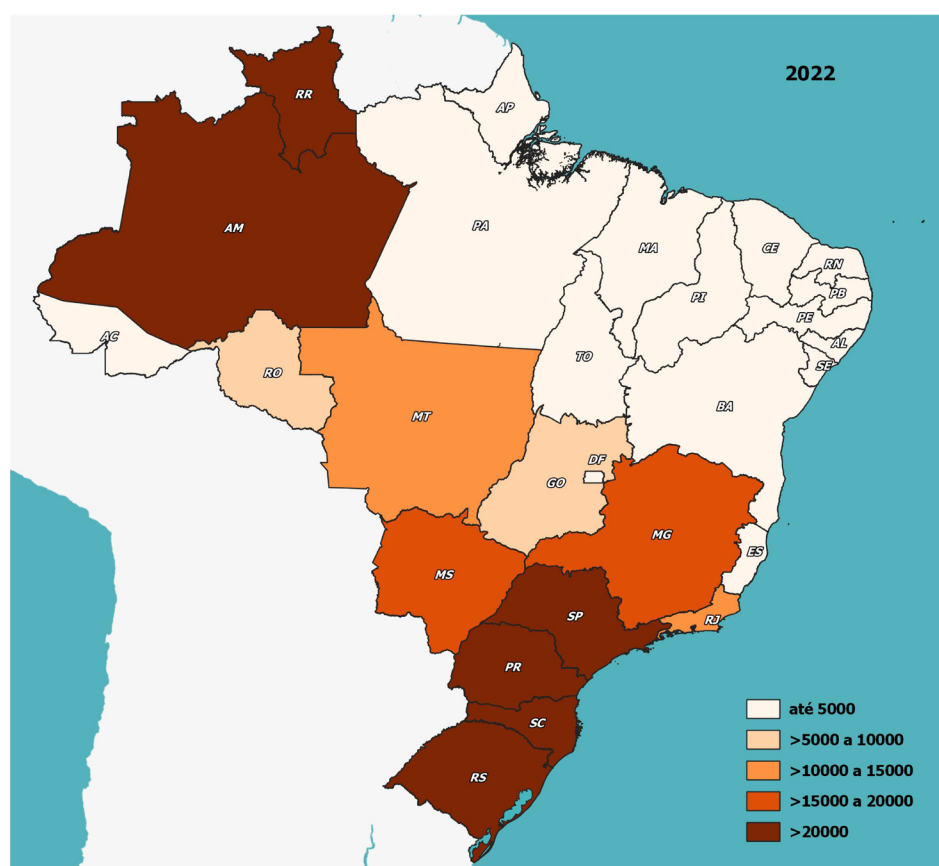 2022
RR
AP
AM
PA
MA
CE
RN
PB
PI
PE
AC
AL
TO
SE
RO
BA
MT
DF
GO
MG
ES
MS
SP
RJ
PR
SC
RS
até 5000
>5000 a 10000
>10000 a 15000
>15000 a 20000
>20000